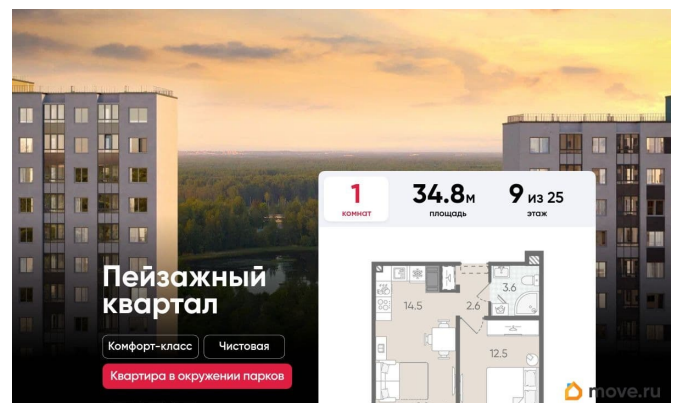 1
комнат
34.8м
площадь
9 из 25
этаж
Пейзажный
квартал
Комфорт-класс
Чистовая
Квартира в окружении парков
14.5
2.6
3.6
12.5
move.ru